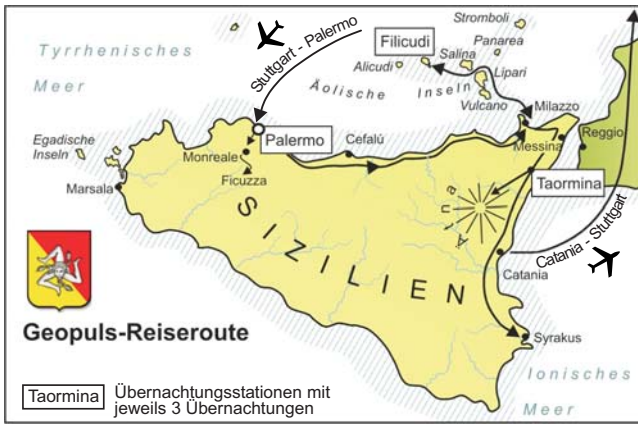 Tyrrhenisches
Meer
Stuttgart - Palermo
Stromboli
Panarea
Filicudi
Salina
Alicudi
Lipari
Vulcano
Äolische Inseln
Milazzo
Palermo
Cefalú
Messina
Reggio
Egadische
Inseln
Monreale
Ficuzza
Marsala
Taormina
Ätna
SIZILIEN
Catania - Stuttgart
Catania
Geopuls-Reiseroute
Syrakus
Ionisches
Meer
Taormina
Übernachtungsstationen mit
jeweils 3 Übernachtungen